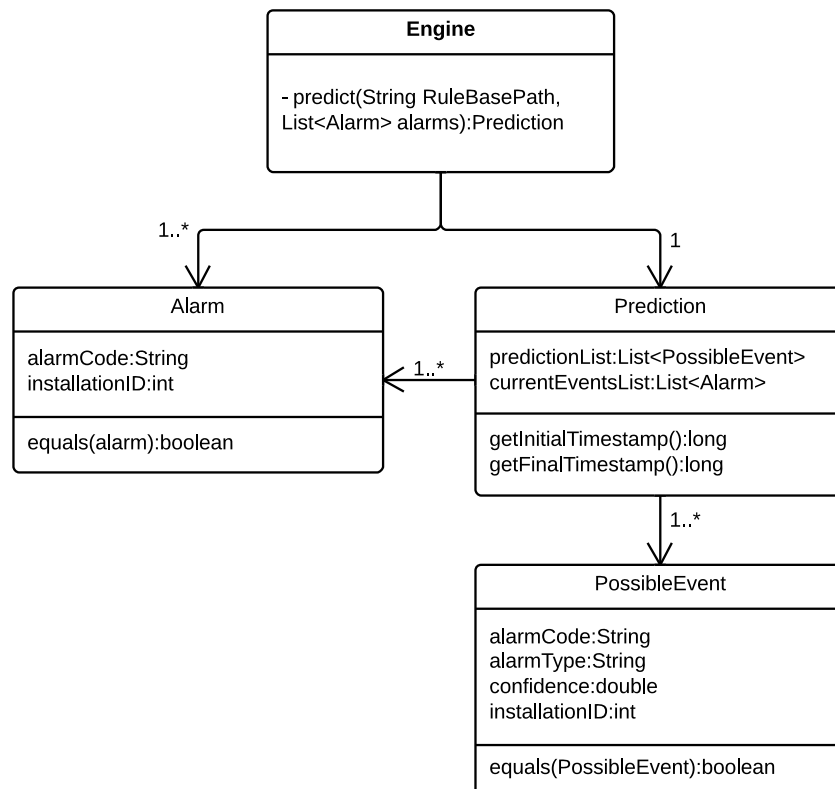 Engine
- predict(String RuleBasePath,
List<Alarm> alarms):Prediction
1..*
1
Alarm
alarmCode:String
installationID:int
equals(alarm):boolean
1..*
Prediction
predictionList:List<PossibleEvent>
currentEventsList:List<Alarm>
getInitialTimestamp():long
getFinalTimestamp():long
1..*
PossibleEvent
alarmCode:String
alarmType:String
confidence:double
installationID:int
equals(PossibleEvent):boolean